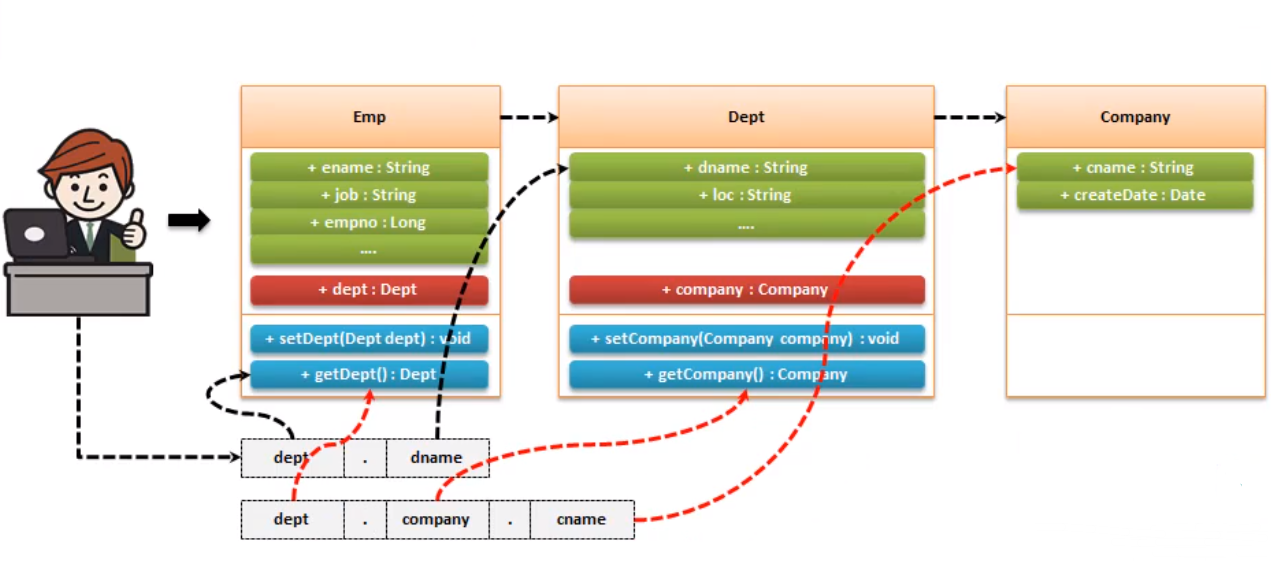 Emp
+ ename : String
+ job : String
+ empno : Long
....
+ dept : Dept
+ setDept(Dept dept) : void
+ getDept() : Dept
Dept
+ dname : String
+ loc : String
....
+ company : Company
+ setCompany(Company company) : void
+ getCompany() : Company
Company
+ cname : String
+ createDate : Date
dept . dname
dept . company . cname